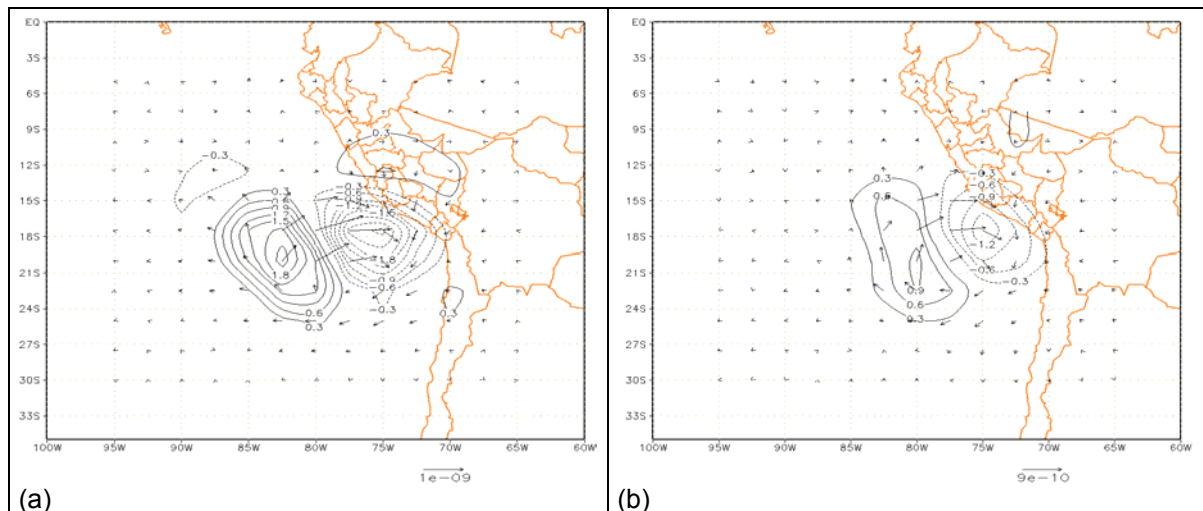 EQ
3S
6S
9S
12S
15S
18S
21S
24S
27S
30S
33S
100W
95W
90W
85W
80W
75W
70W
65W
60W
0.3
-0.3
0.3
-0.3
1.8
-1.8
-0.9
-0.6
-0.3
0.6
0.3
0.3
1e-09
(a)
EQ
3S
6S
9S
12S
15S
18S
21S
24S
27S
30S
33S
100W
95W
90W
85W
80W
75W
70W
65W
60W
0.3
-0.3
-0.6
-1.2
-0.3
0.9
0.6
0.3
9e-10
(b)